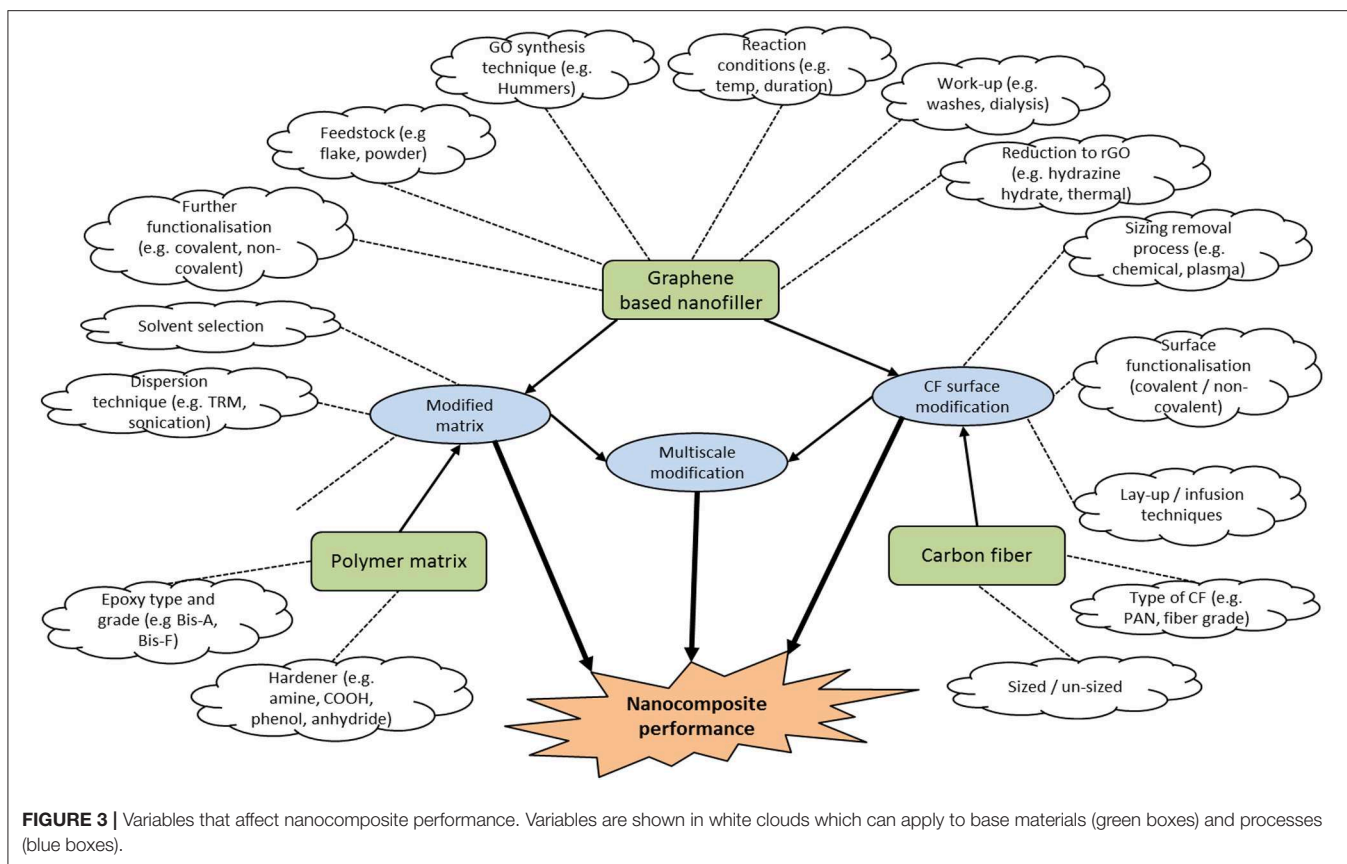 GO synthesis
technique (e.g.
Hummers)
Reaction
conditions (e.g.
temp, duration)
Work-up (e.g.
washes, dialysis)
Feedstock (e.g
flake, powder)
Reduction to rGO
(e.g. hydrazine
hydrate, thermal)
Further
functionalisation
(e.g. covalent, non-
covalent)
Sizing removal
process (e.g.
chemical, plasma)
Graphene
based nanofiller
Solvent selection
Surface
functionalisation
(covalent / non-
covalent)
Dispersion
technique (e.g. TRM,
sonication)
Modified
matrix
CF surface
modification
Multiscale
modification
Lay-up / infusion
techniques
Polymer matrix
Carbon fiber
Epoxy type and
grade (e.g Bis-A,
Bis-F)
Type of CF (e.g.
PAN, fiber grade)
Hardener (e.g.
amine, COOH,
phenol, anhydride)
Sized / un-sized
Nanocomposite
performance
FIGURE 3 | Variables that affect nanocomposite performance. Variables are shown in white clouds which can apply to base materials (green boxes) and processes
(blue boxes).